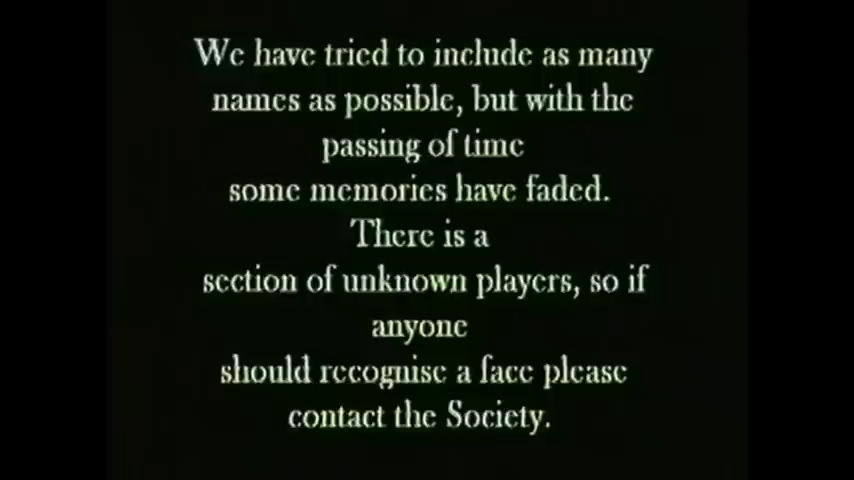 We have tried to include as many
names as possible, but with the
passing of time
some memories have faded.
There is a
section of unknown players, so if
anyone
should recognise a face please
contact the Society.